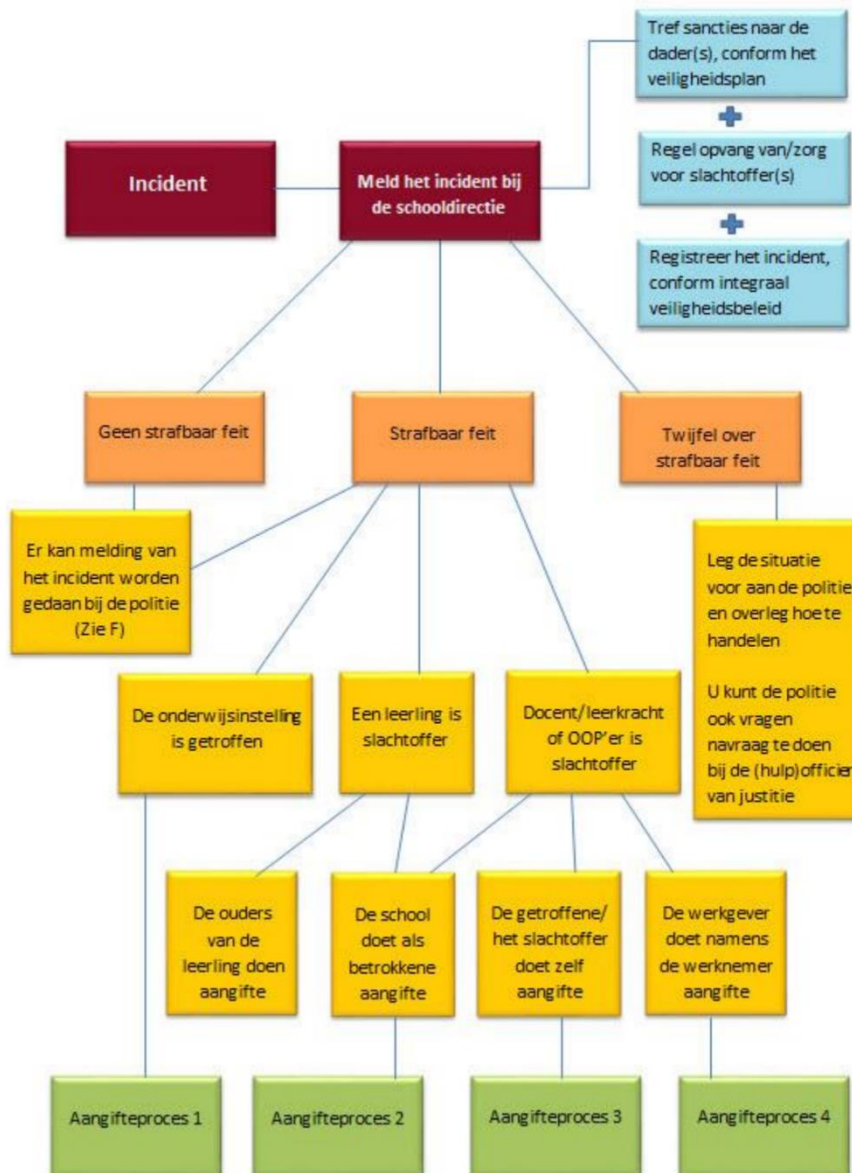 Tref sancties naar de
dader(s), conform het
veiligheidsplan
Regel opvang van/zorg
voor slachtoffer(s)
Registreer het incident,
conform integraal
veiligheidsbeleid
Incident
Meld het incident bij
de schooldirectie
Geen strafbaar feit
Strafbaar feit
Twijfel over
strafbaar feit
Er kan melding van
het incident worden
gedaan bij de politie
(Zie F)
Leg de situatie
voor aan de politie
en overleg hoe te
handelen
U kunt de politie
ook vragen
navraag te doen
bij de (hulp)officier
van justitie
De onderwijsinstelling
is getroffen
Een leerling is
slachtoffer
Docent/leerkracht
of OOP'er is
slachtoffer
De ouders
van de
leerling doen
aangifte
De school
doet als
betrokkene
aangifte
De getroffene/
het slachtoffer
doet zelf
aangifte
De werkgever
doet namens
de werknemer
aangifte
Aangifteproces 1
Aangifteproces 2
Aangifteproces 3
Aangifteproces 4